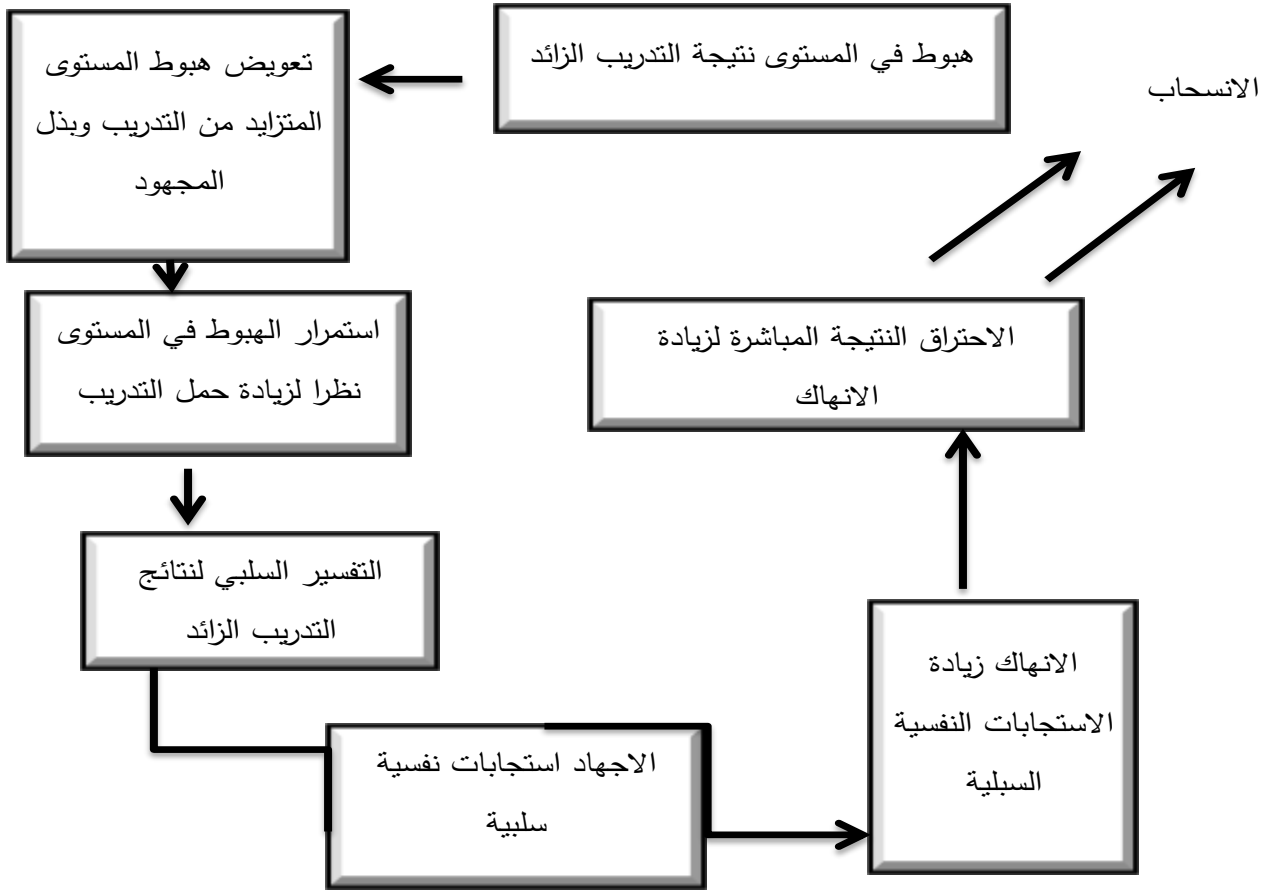 هبوط في المستوى نتيجة التدريب الزائد
تعويض هبوط المستوى
المتزايد من التدريب وبذل
المجهود
استمرار الهبوط في المستوى
نظرا لزيادة حمل التدريب
التفسير السلبي لنتائج
التدريب الزائد
الاجهاد استجابات نفسية
سلبية
الانهاك زيادة
الاستجابات النفسية
السبلية
الاحتراق النتيجة المباشرة لزيادة
الانهاك
الانسحاب